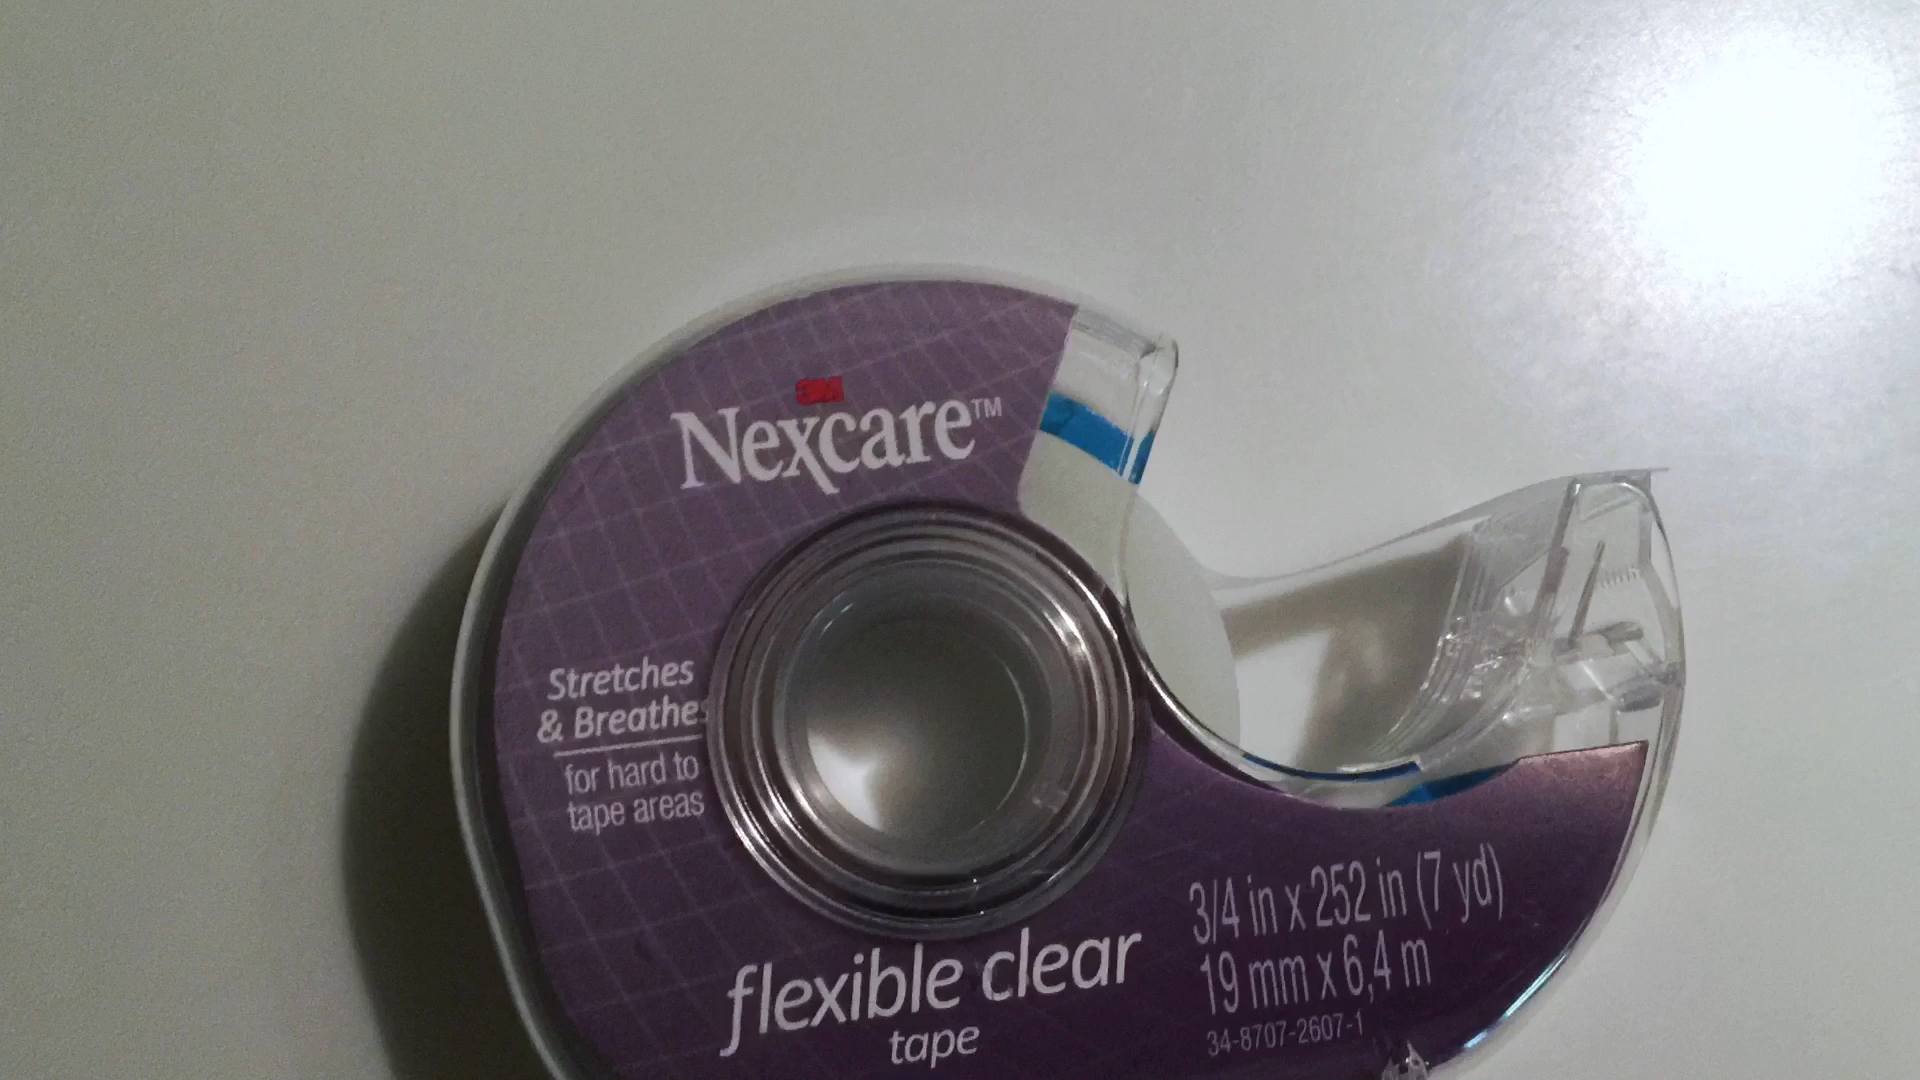 3M
Nexcare™
Stretches
& Breathes
for hard to
tape areas
flexible clear
tape
3/4 in x 252 in (7 yd)
19 mm x 6,4 m
34-8707-2607-1